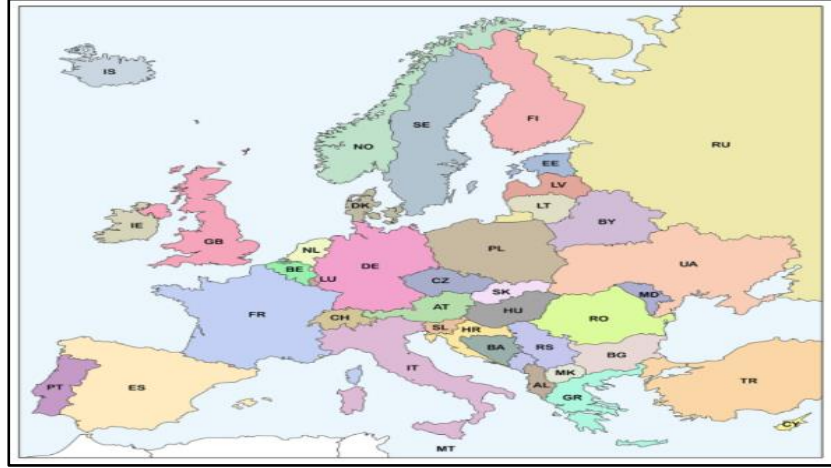 IS
FI
SE
NO
RU
EE
LV
LT
DK
BY
IE
GB
NL
PL
BE
DE
LU
UA
CZ
SK
MD
FR
AT
HU
CH
RO
SL
HR
BA
RS
BG
IT
MK
PT
ES
AL
TR
GR
CY
MT